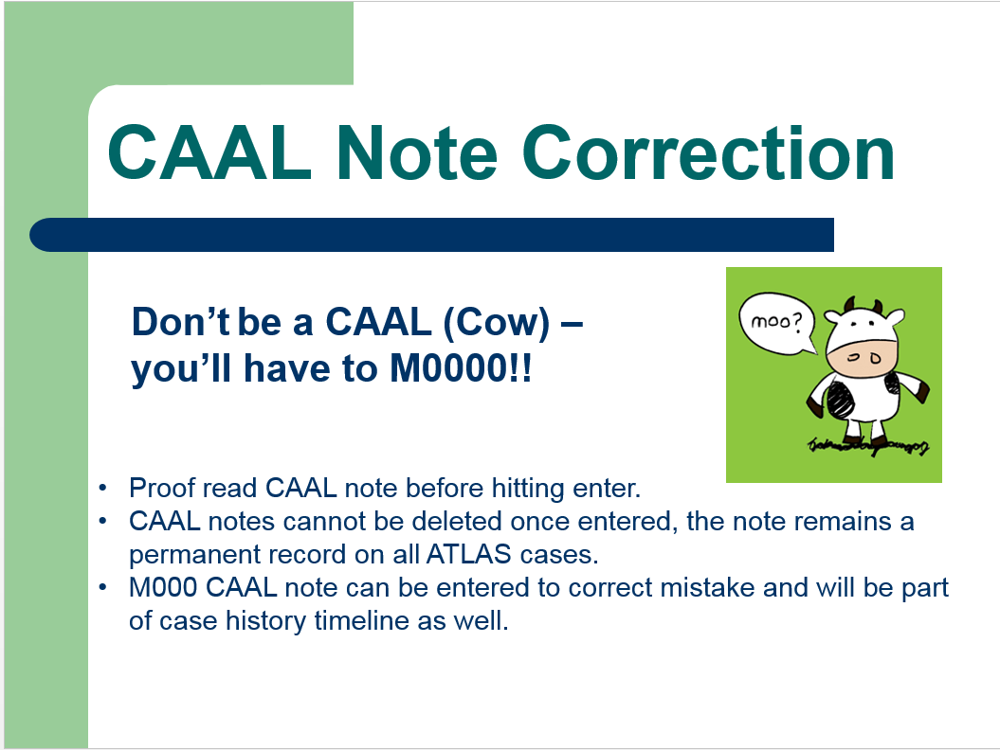 CAAL Note Correction
Don’t be a CAAL (Cow) –
you’ll have to M0000!!
moo?
• Proof read CAAL note before hitting enter.
• CAAL notes cannot be deleted once entered, the note remains a
permanent record on all ATLAS cases.
• M000 CAAL note can be entered to correct mistake and will be part
of case history timeline as well.